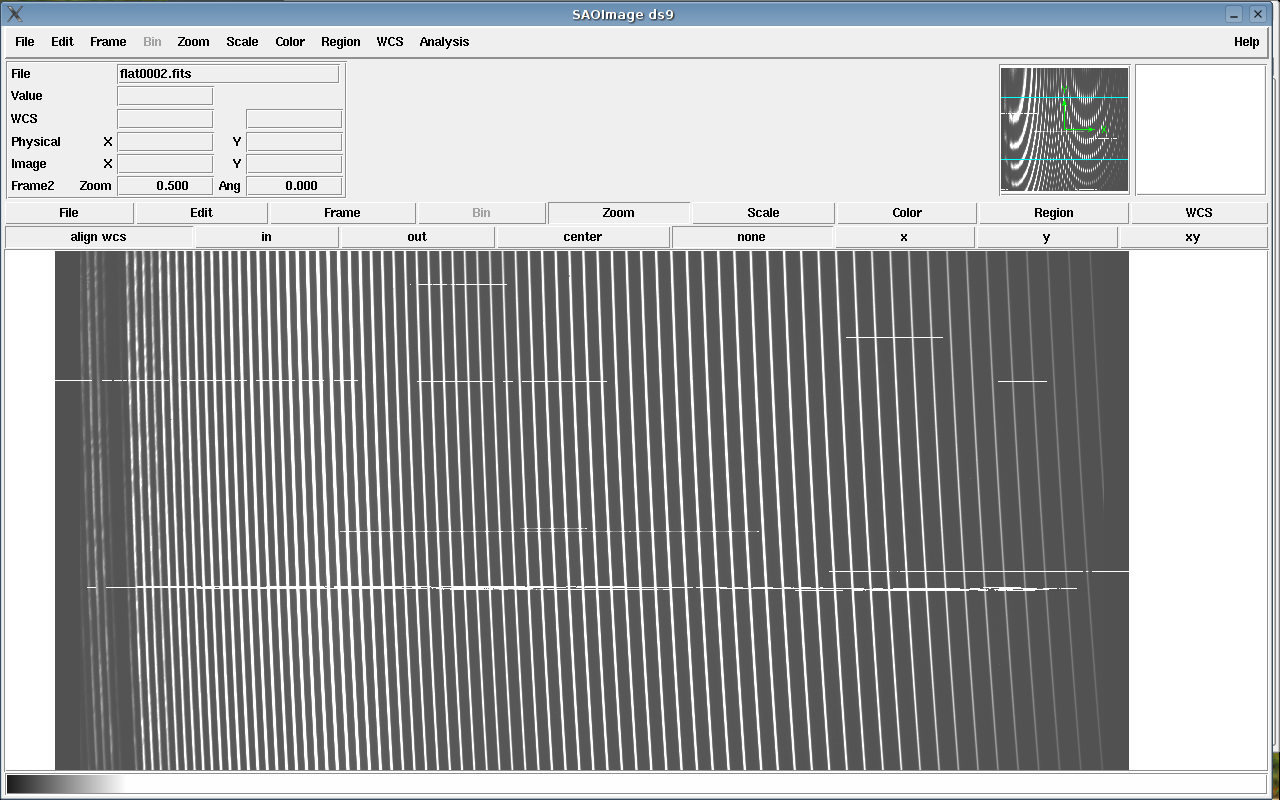 SAOImage ds9
File Edit Frame Bin Zoom Scale Color Region WCS Analysis Help
File flat0002.fits
Value
WCS
Physical X Y
Image X Y
Frame2 Zoom 0.500 Ang 0.000
File Edit Frame Bin Zoom Scale Color Region WCS
align wcs in out center none x y xy